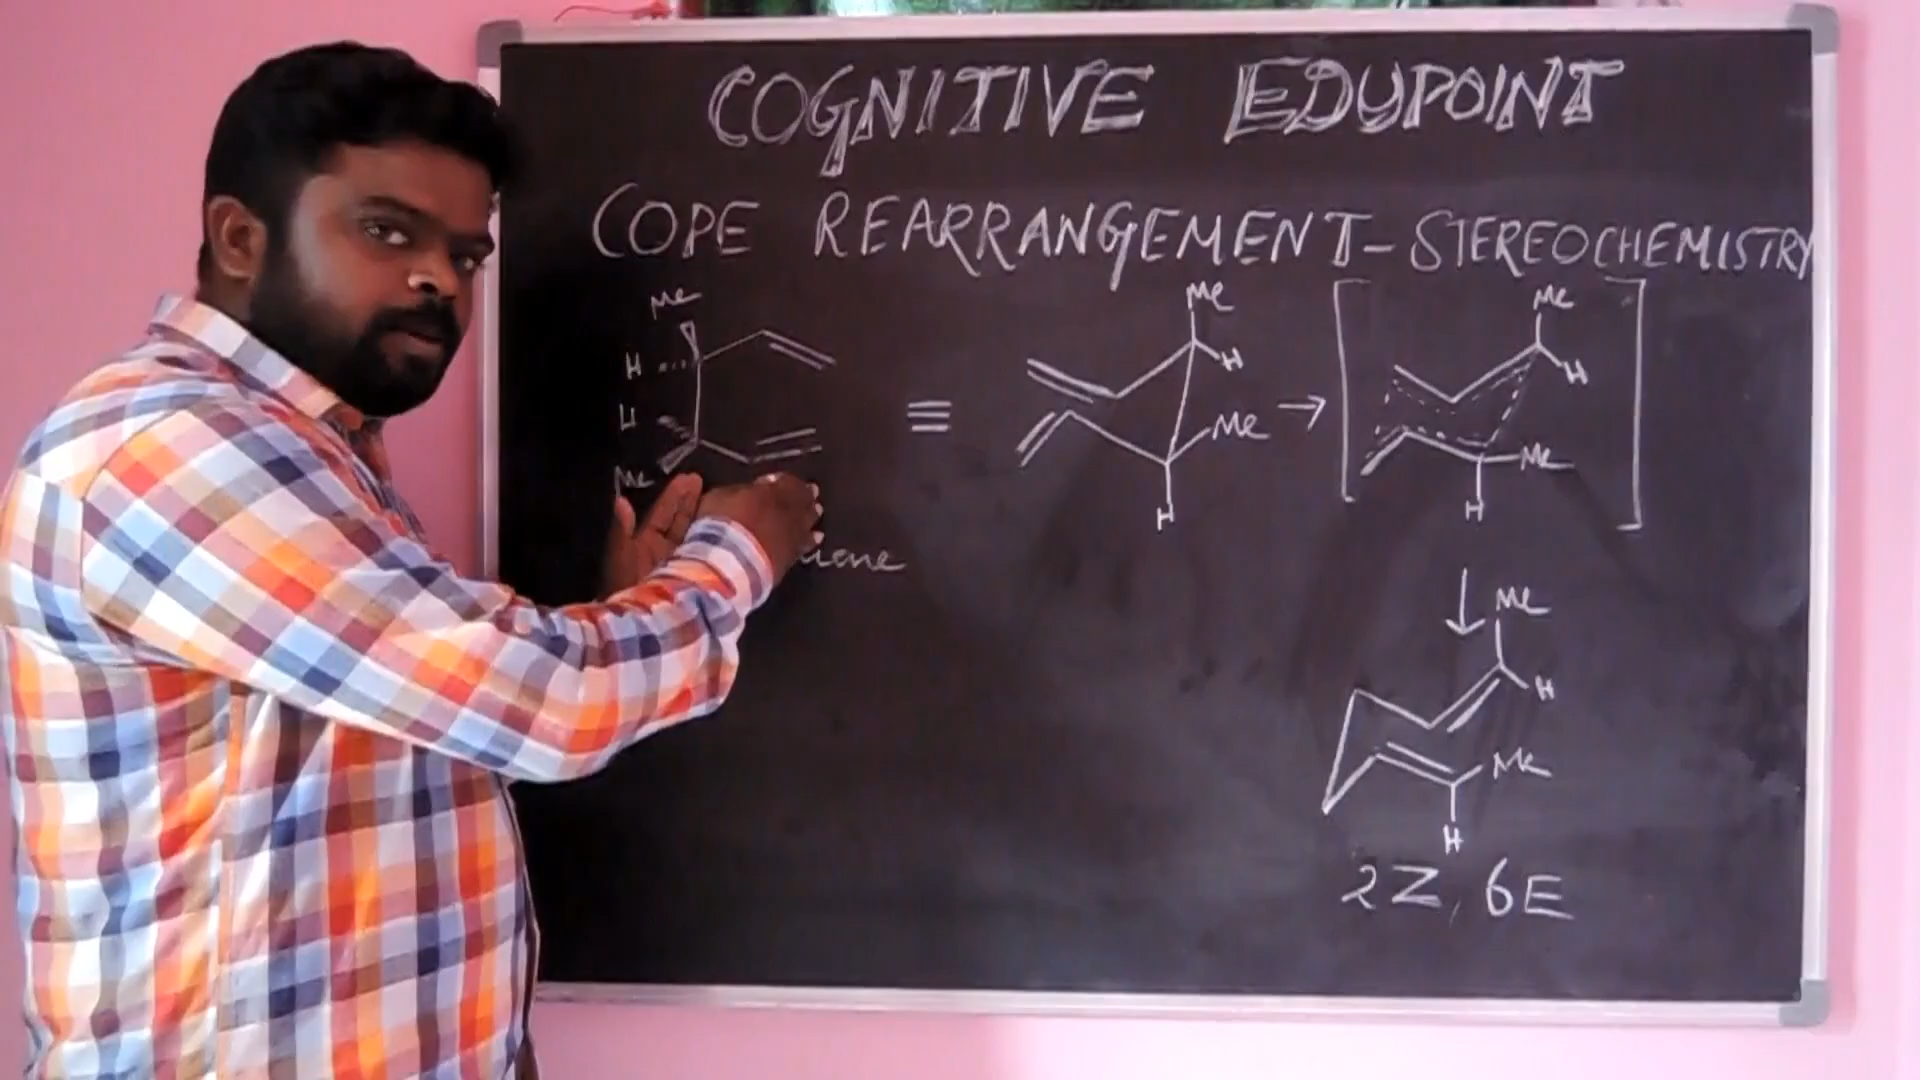 COGNITIVE EDUPOINT
COPE REARRANGEMENT - STEREOCHEMISTRY
Me
H
H
Me
≡
Me
H
Me
H
→
Me
H
Me
H
↓
Me
H
Me
H
2Z, 6E